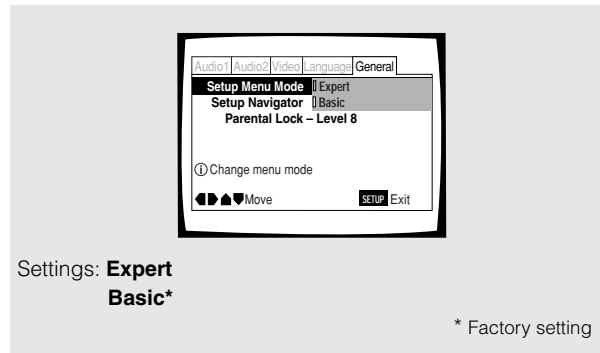 Audio1 Audio2 Video Language General
Setup Menu Mode Expert
Setup Navigator Basic
Parental Lock – Level 8
ⓘ Change menu mode
Move SETUP Exit
Settings: Expert
Basic*
* Factory setting